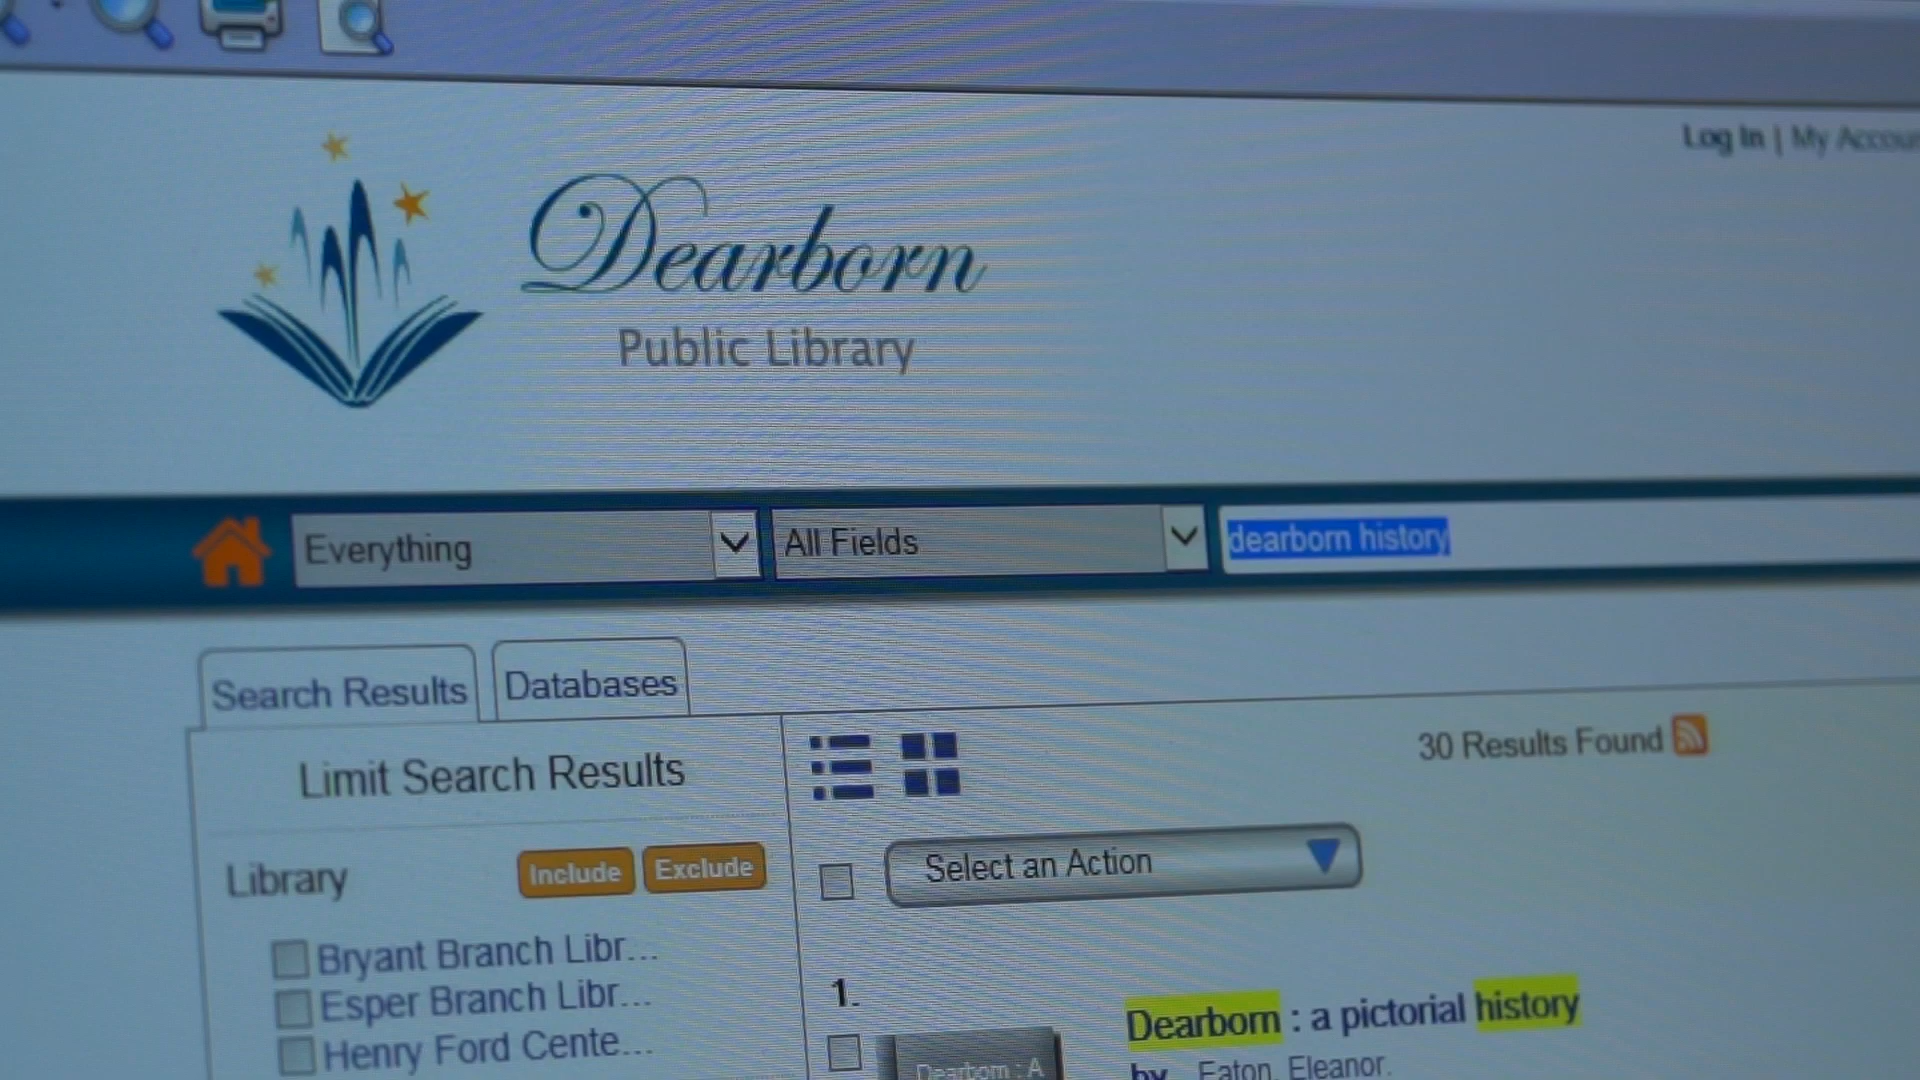 Log In | My Accou
Dearborn
Public Library
Everything
All Fields
dearborn history
Search Results
Databases
30 Results Found
Limit Search Results
Library
Include
Exclude
Select an Action
Bryant Branch Libr...
Esper Branch Libr...
Henry Ford Cente...
1.
Dearborn : a pictorial history
by Eaton, Eleanor.
Dearborn : A